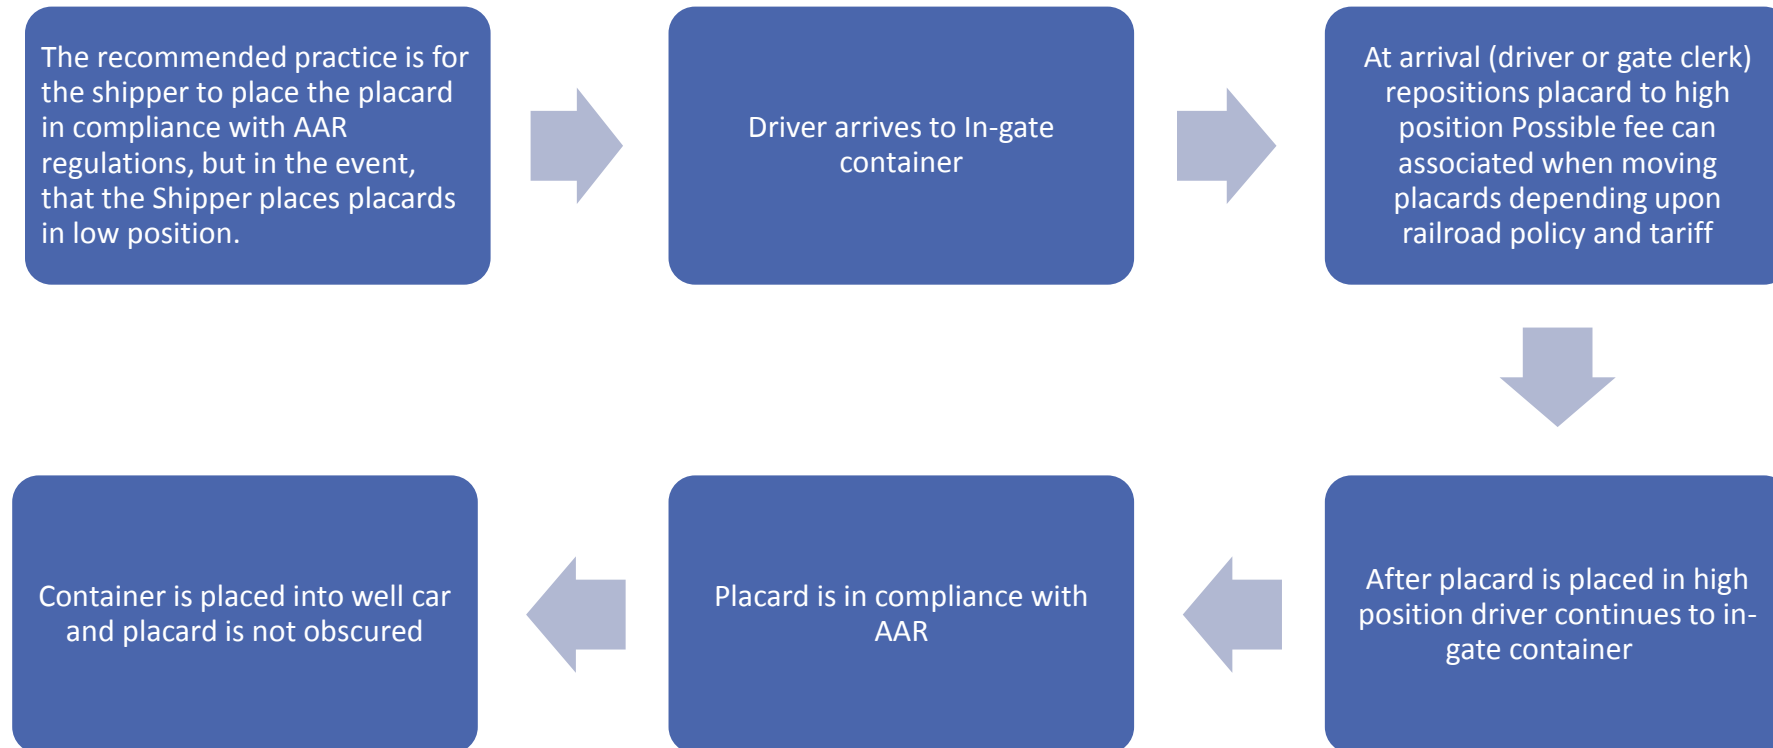 The recommended practice is for
the shipper to place the placard
in compliance with AAR
regulations, but in the event,
that the Shipper places placards
in low position.
Driver arrives to In-gate
container
At arrival (driver or gate clerk)
repositions placard to high
position Possible fee can
associated when moving
placards depending upon
railroad policy and tariff
After placard is placed in high
position driver continues to in-
gate container
Placard is in compliance with
AAR
Container is placed into well car
and placard is not obscured